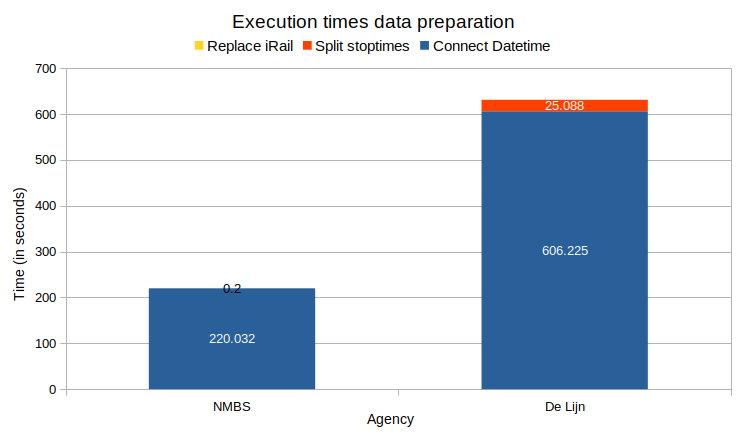 Execution times data preparation
Replace iRail Split stoptimes Connect Datetime
700
600
500
400
300
200
100
0
Time (in seconds)
0.2
220.032
25.088
606.225
NMBS De Lijn
Agency